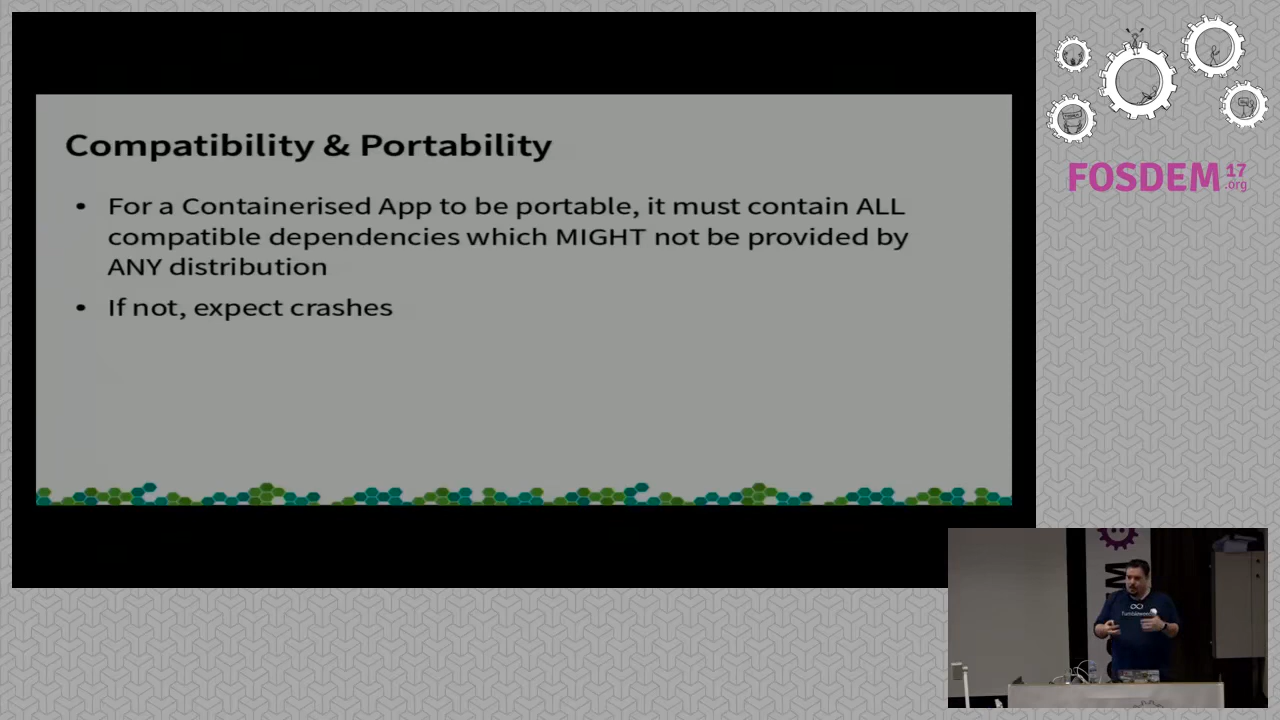 Compatibility & Portability
• For a Containerised App to be portable, it must contain ALL
compatible dependencies which MIGHT not be provided by
ANY distribution
• If not, expect crashes
FOSDEM 17
.org
Tumbleweed